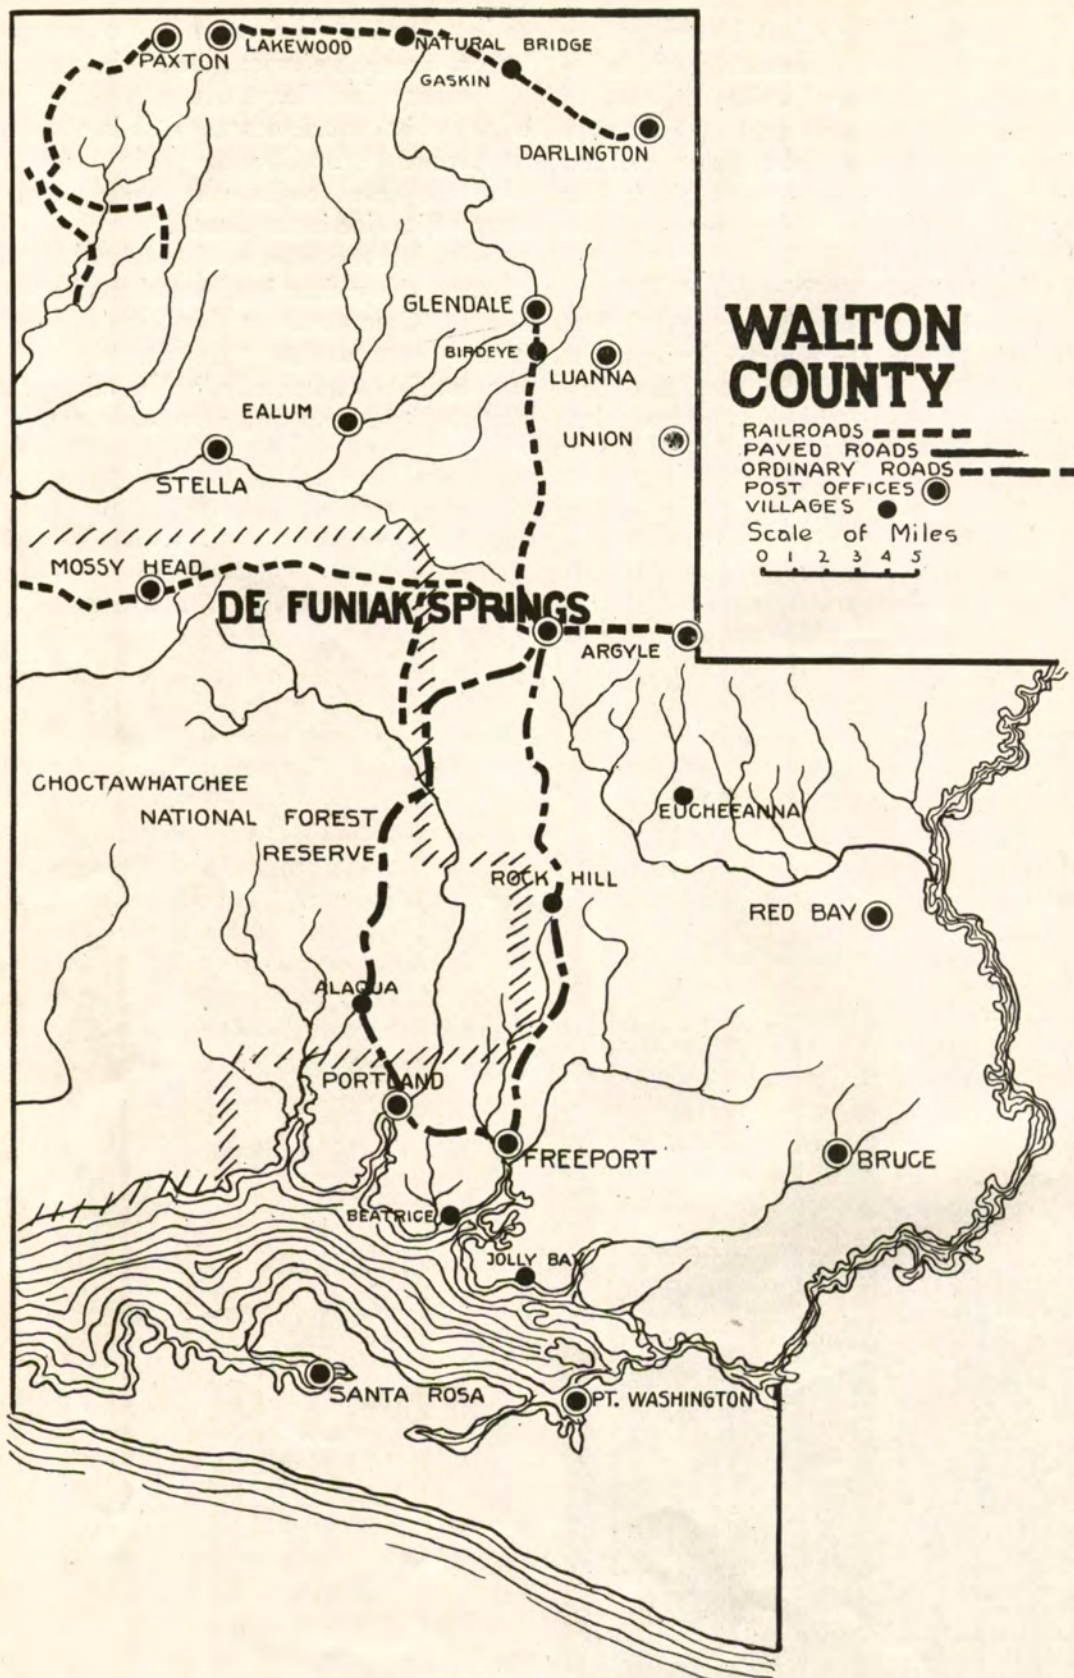 PAXTON
LAKEWOOD
NATURAL BRIDGE
GASKIN
DARLINGTON
GLENDALE
BIRDEYE
LUANNA
EALUM
UNION
STELLA
WALTON
COUNTY
RAILROADS
PAVED ROADS
ORDINARY ROADS
POST OFFICES
VILLAGES
Scale of Miles
0 1 2 3 4 5
MOSSY HEAD
DE FUNIAK SPRINGS
ARGYLE
CHOCTAWHATCHEE
NATIONAL FOREST
RESERVE
EUCHEEANNA
ROCK HILL
RED BAY
ALAQUA
PORTLAND
FREEPORT
BRUCE
BEATRICE
JOLLY BAY
SANTA ROSA
PT. WASHINGTON